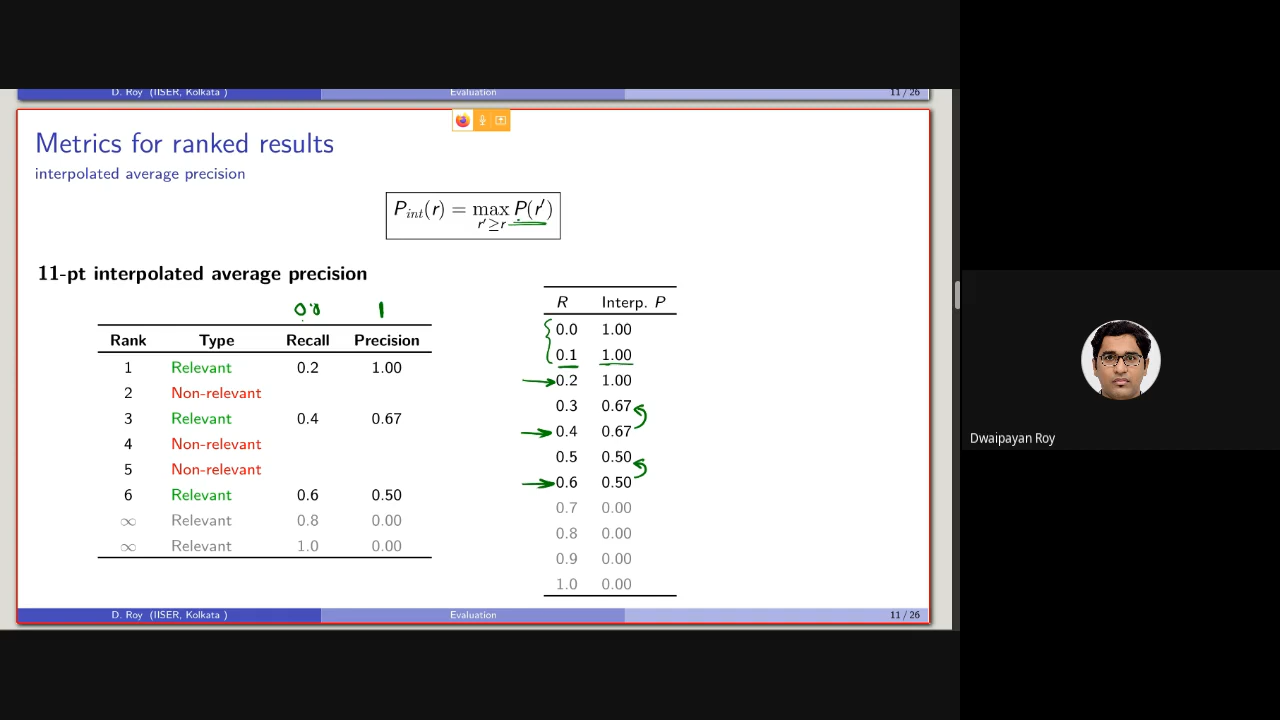 D. Roy (IISER, Kolkata ) Evaluation 11 / 26
Metrics for ranked results
interpolated average precision
P_int(r) = max P(r′)
r′≥r
11-pt interpolated average precision
0.0 1
Rank Type Recall Precision
1 Relevant 0.2 1.00
2 Non-relevant
3 Relevant 0.4 0.67
4 Non-relevant
5 Non-relevant
6 Relevant 0.6 0.50
∞ Relevant 0.8 0.00
∞ Relevant 1.0 0.00
R Interp. P
0.0 1.00
0.1 1.00
0.2 1.00
0.3 0.67
0.4 0.67
0.5 0.50
0.6 0.50
0.7 0.00
0.8 0.00
0.9 0.00
1.0 0.00
D. Roy (IISER, Kolkata ) Evaluation 11 / 26
Dwaipayan Roy